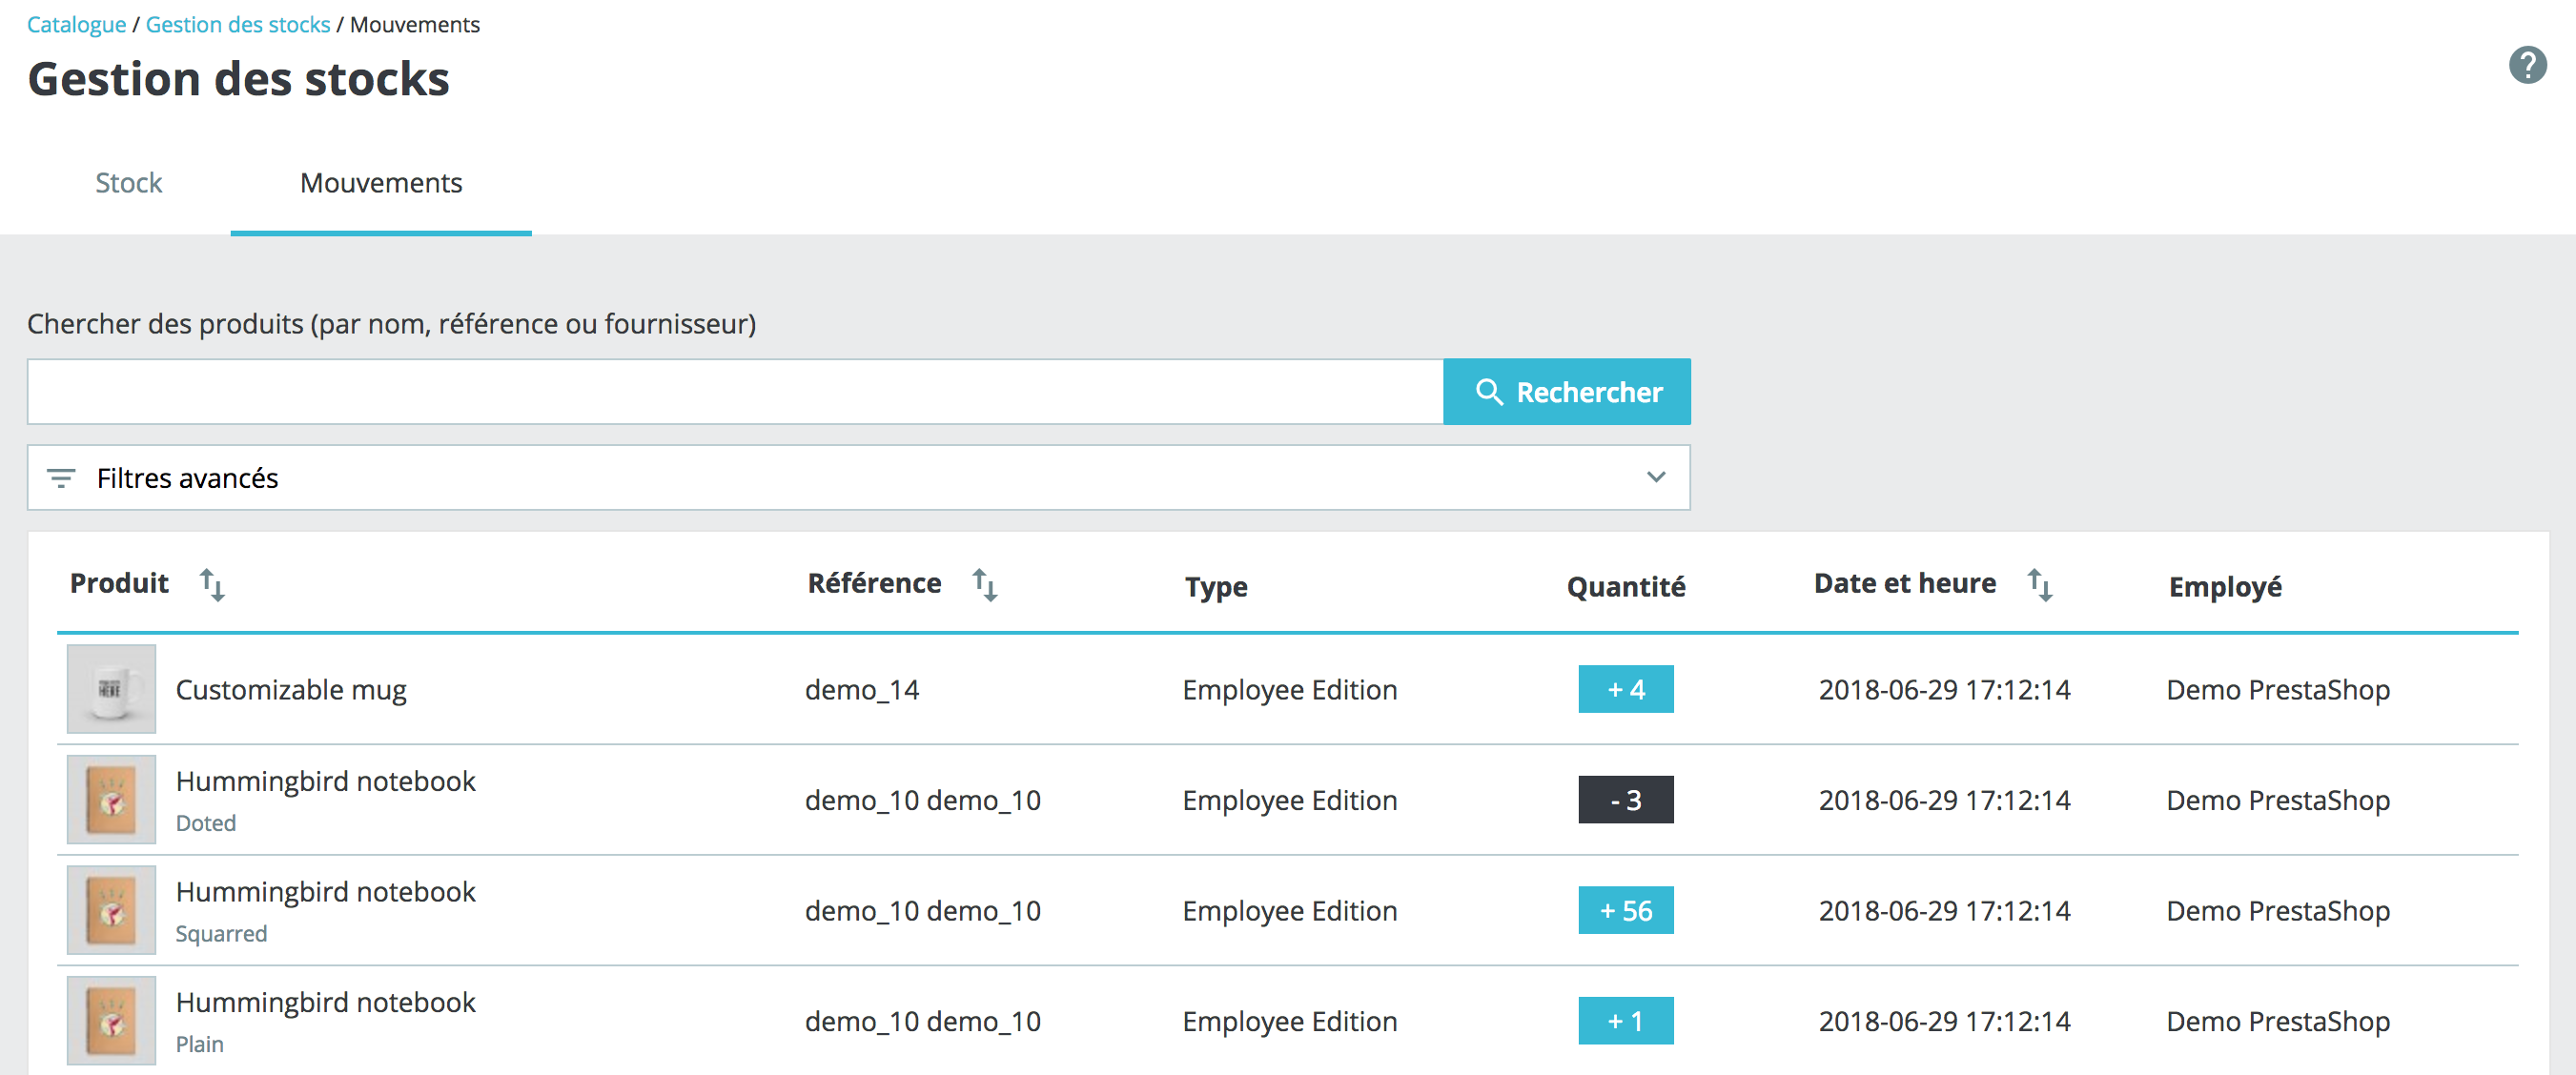 Catalogue / Gestion des stocks / Mouvements
Gestion des stocks
?
Stock Mouvements
Chercher des produits (par nom, référence ou fournisseur)
Rechercher
Filtres avancés
Produit Référence Type Quantité Date et heure Employé
HERE
Customizable mug demo_14 Employee Edition + 4 2018-06-29 17:12:14 Demo PrestaShop
Hummingbird notebook
Doted
demo_10 demo_10 Employee Edition - 3 2018-06-29 17:12:14 Demo PrestaShop
Hummingbird notebook
Squarred
demo_10 demo_10 Employee Edition + 56 2018-06-29 17:12:14 Demo PrestaShop
Hummingbird notebook
Plain
demo_10 demo_10 Employee Edition + 1 2018-06-29 17:12:14 Demo PrestaShop